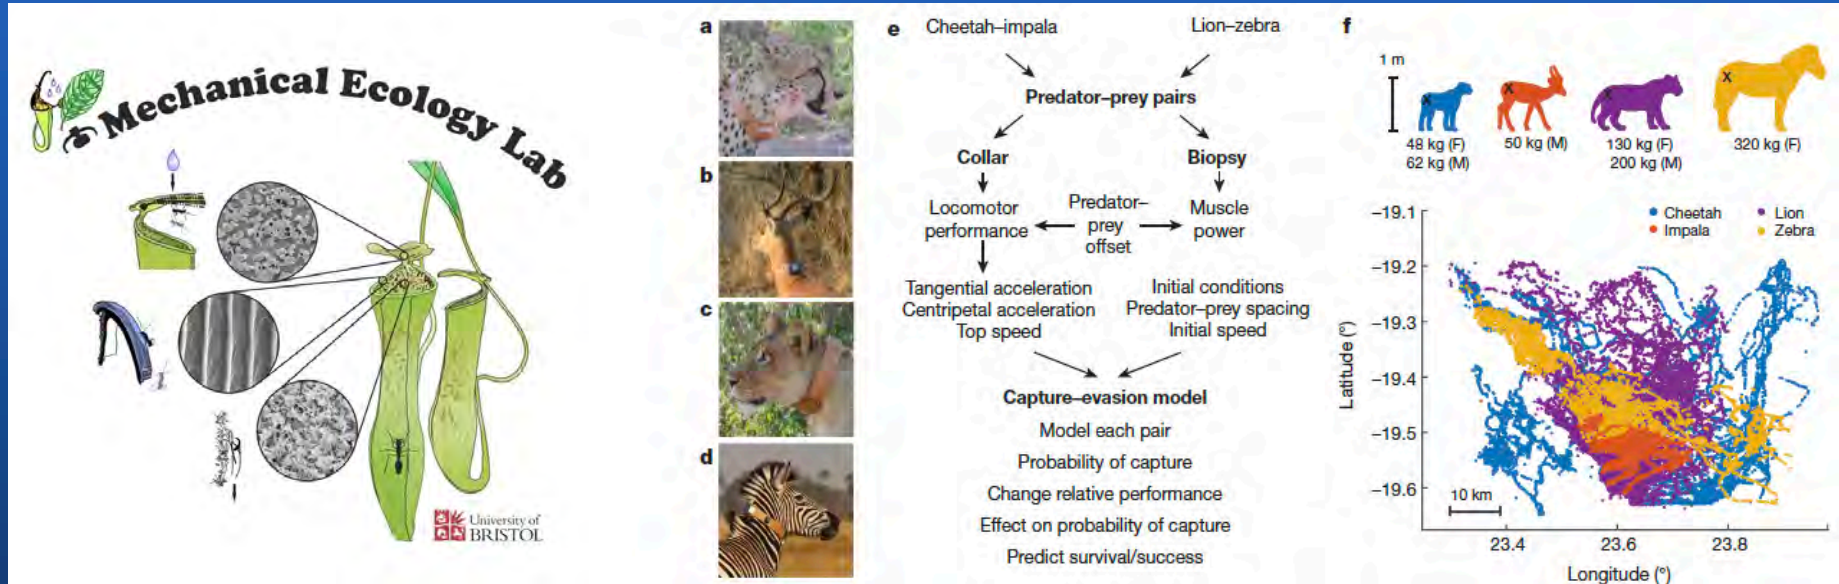 Mechanical Ecology Lab
University of
BRISTOL
a
b
c
d
e
Cheetah–impala
Lion–zebra
Predator–prey pairs
Collar
Biopsy
Locomotor
performance
Predator–
prey
offset
Muscle
power
Tangential acceleration
Centripetal acceleration
Top speed
Initial conditions
Predator–prey spacing
Initial speed
Capture–evasion model
Model each pair
Probability of capture
Change relative performance
Effect on probability of capture
Predict survival/success
f
1 m
X
X
X
X
48 kg (F)
62 kg (M)
50 kg (M)
130 kg (F)
200 kg (M)
320 kg (F)
Cheetah
Lion
Impala
Zebra
Latitude (°)
−19.1
−19.2
−19.3
−19.4
−19.5
−19.6
10 km
23.4
23.6
23.8
Longitude (°)